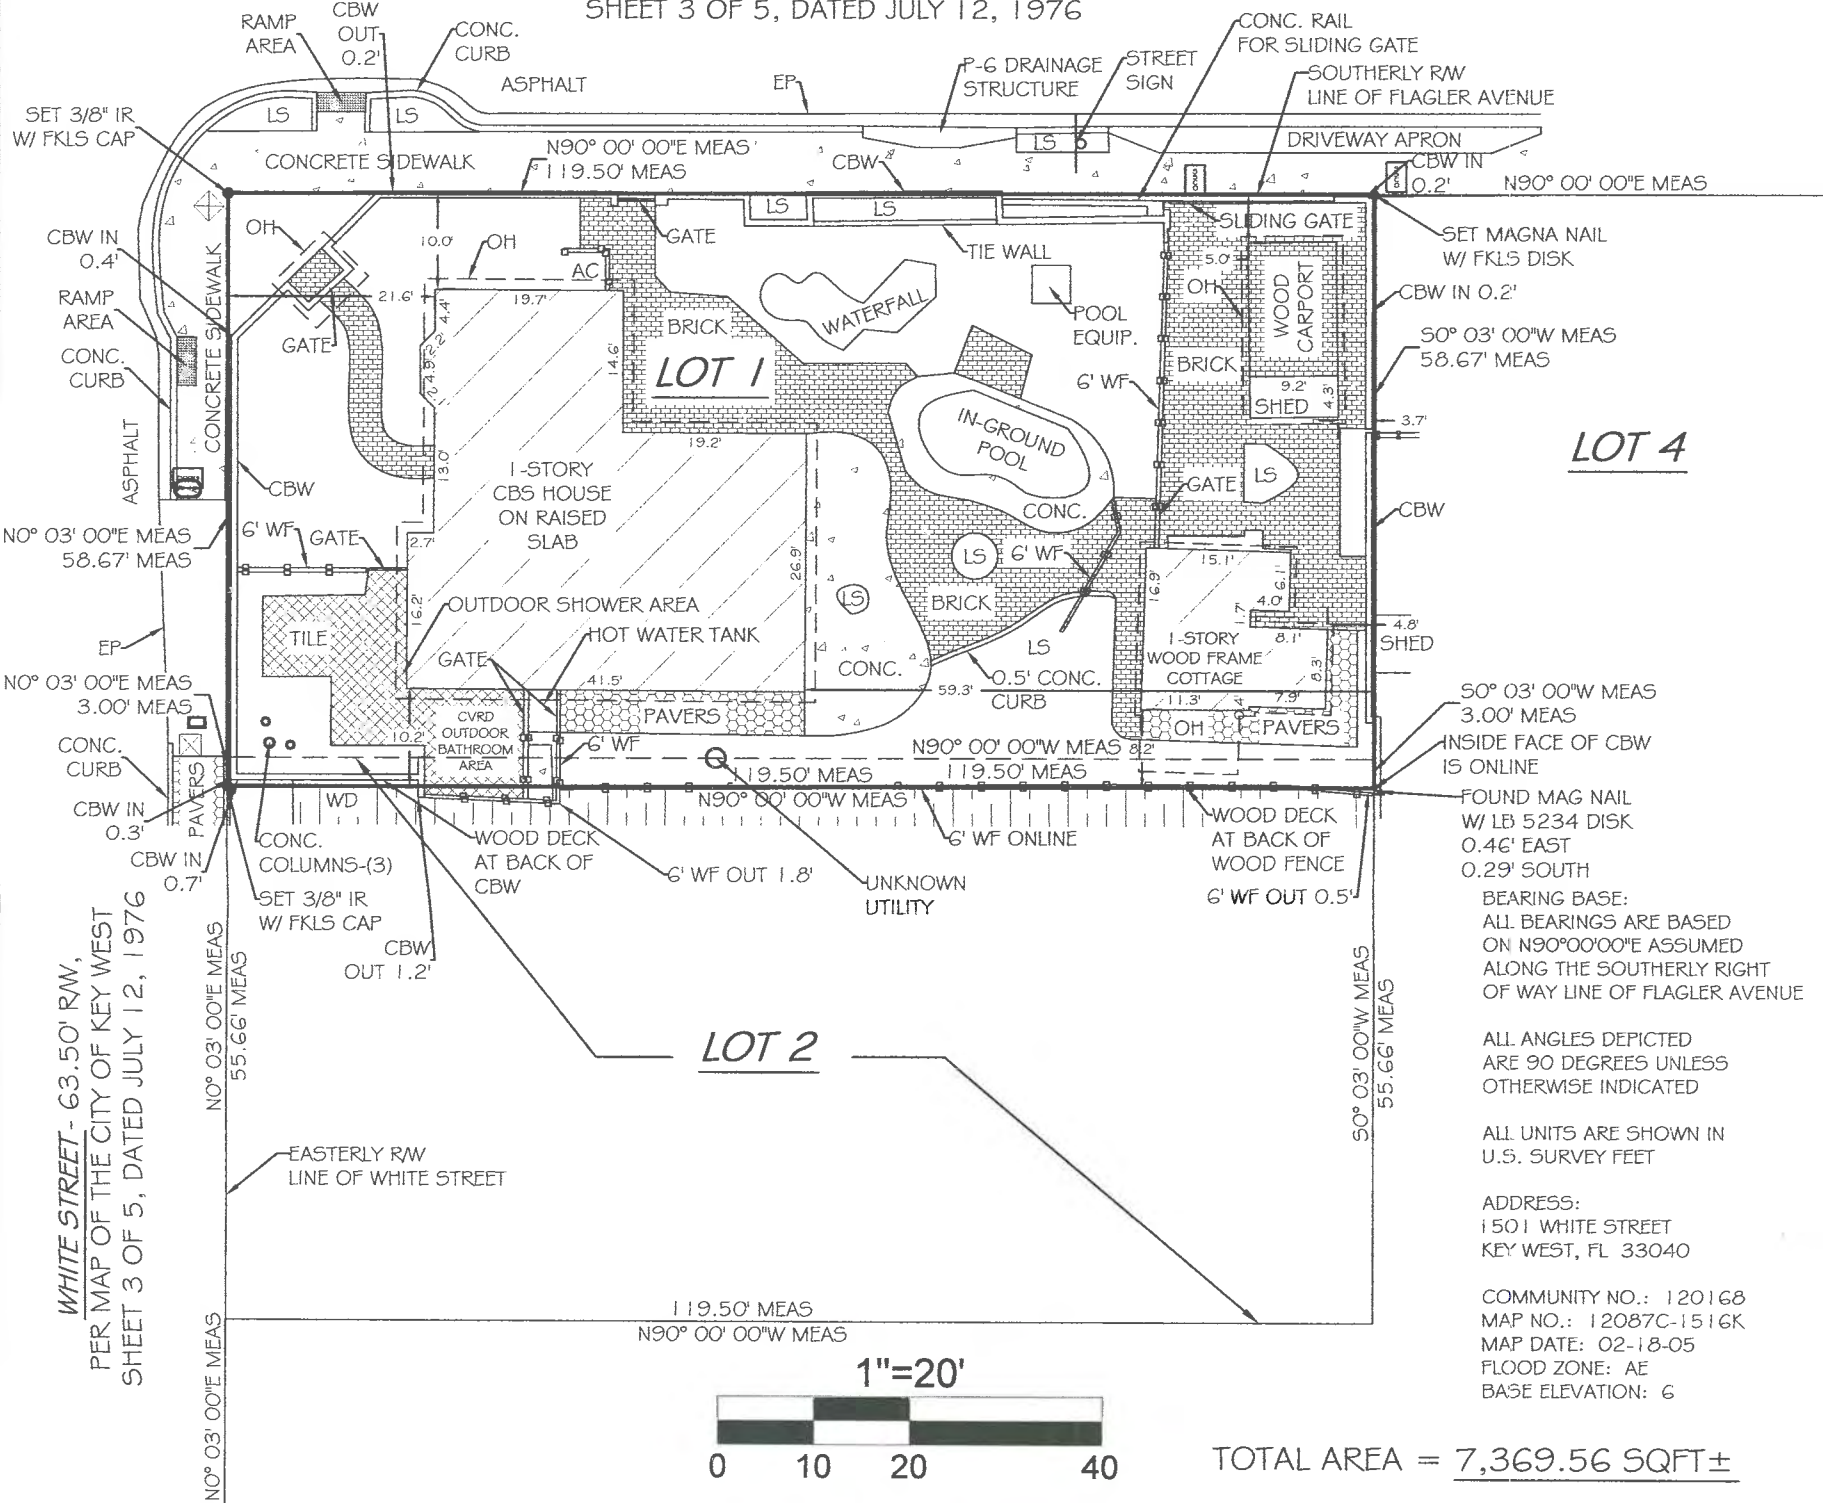 SHEET 3 OF 5, DATED JULY 12, 1976
RAMP
AREA
CBW
OUT
0.2'
CONC.
CURB
ASPHALT
EP
P-6 DRAINAGE
STRUCTURE
STREET
SIGN
CONC. RAIL
FOR SLIDING GATE
SOUTHERLY R/W
LINE OF FLAGLER AVENUE
SET 3/8" IR
W/ FKLS CAP
LS
LS
CONCRETE SIDEWALK
N90° 00' 00"E MEAS
119.50' MEAS
CBW
LS
DRIVEWAY APRON
CBW IN
0.2'
N90° 00' 00"E MEAS
OH
10.0'
OH
GATE
LS
LS
TIE WALL
SLIDING GATE
5.0'
SET MAGNA NAIL
W/ FKLS DISK
CBW IN
0.4'
RAMP
AREA
CONC.
CURB
CONCRETE SIDEWALK
GATE
21.6'
19.7'
AC
4.4'
2.2'
4.9'
2.2'
14.6'
BRICK
LOT 1
WATERFALL
POOL
EQUIP.
6' WF
OH
WOOD
CARPORT
BRICK
9.2'
SHED
4.3'
CBW IN 0.2'
S0° 03' 00"W MEAS
58.67' MEAS
3.7'
LOT 4
ASPHALT
CBW
13.0'
19.2'
1-STORY
CBS HOUSE
ON RAISED
SLAB
IN-GROUND
POOL
CONC.
GATE
LS
CBW
N0° 03' 00"E MEAS
58.67' MEAS
6' WF
GATE
2.7'
16.2'
26.9'
LS
LS
6' WF
BRICK
15.1'
16.9'
6.1'
4.0'
1.7'
8.1'
1-STORY
WOOD FRAME
COTTAGE
8.3'
11.3'
7.9'
4.8'
SHED
EP
TILE
OUTDOOR SHOWER AREA
HOT WATER TANK
GATE
41.5'
CONC.
LS
0.5' CONC.
CURB
59.3'
N0° 03' 00"E MEAS
3.00' MEAS
CONC.
CURB
PAVERS
10.2'
CVRD
OUTDOOR
BATHROOM
AREA
PAVERS
6' WF
N90° 00' 00"W MEAS
8.2'
OH
.4'
PAVERS
S0° 03' 00"W MEAS
3.00' MEAS
INSIDE FACE OF CBW
IS ONLINE
119.50' MEAS
119.50' MEAS
N90° 00' 00"W MEAS
CBW IN
0.3'
CBW IN
0.7'
WD
CONC.
COLUMNS-(3)
SET 3/8" IR
W/ FKLS CAP
CBW
OUT 1.2'
WOOD DECK
AT BACK OF
CBW
6' WF OUT 1.8'
UNKNOWN
UTILITY
6' WF ONLINE
WOOD DECK
AT BACK OF
WOOD FENCE
6' WF OUT 0.5'
FOUND MAG NAIL
W/ LB 5234 DISK
0.46' EAST
0.29' SOUTH
BEARING BASE:
ALL BEARINGS ARE BASED
ON N90°00'00"E ASSUMED
ALONG THE SOUTHERLY RIGHT
OF WAY LINE OF FLAGLER AVENUE
ALL ANGLES DEPICTED
ARE 90 DEGREES UNLESS
OTHERWISE INDICATED
ALL UNITS ARE SHOWN IN
U.S. SURVEY FEET
ADDRESS:
1501 WHITE STREET
KEY WEST, FL 33040
COMMUNITY NO.: 120168
MAP NO.: 12087C-1516K
MAP DATE: 02-18-05
FLOOD ZONE: AE
BASE ELEVATION: 6
WHITE STREET - 63.50' R/W,
PER MAP OF THE CITY OF KEY WEST
SHEET 3 OF 5, DATED JULY 12, 1976
N0° 03' 00"E MEAS
55.66' MEAS
LOT 2
S0° 03' 00"W MEAS
55.66' MEAS
EASTERLY R/W
LINE OF WHITE STREET
119.50' MEAS
N90° 00' 00"W MEAS
N0° 03' 00"E MEAS
1"=20'
0 10 20 40
TOTAL AREA = 7,369.56 SQFT±